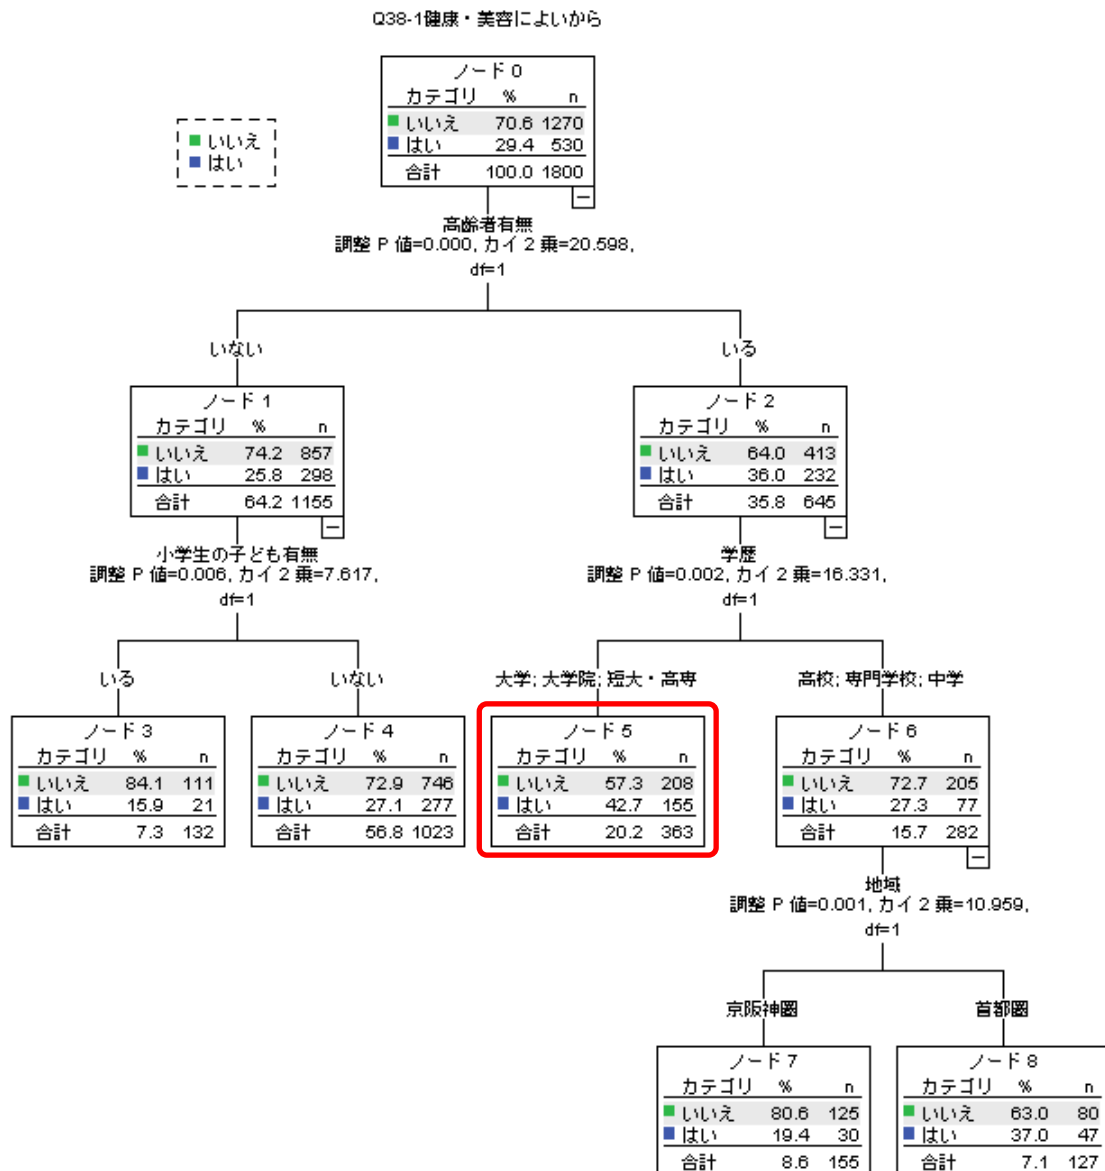 Q38-1健康・美容によいから
ノード 0
カテゴリ % n
いいえ 70.6 1270
はい 29.4 530
合計 100.0 1800
いいえ
はい
高齢者有無
調整 P 値=0.000, カイ 2 乗=20.598,
df=1
いない
いる
ノード 1
カテゴリ % n
いいえ 74.2 857
はい 25.8 298
合計 64.2 1155
ノード 2
カテゴリ % n
いいえ 64.0 413
はい 36.0 232
合計 35.8 645
小学生の子ども有無
調整 P 値=0.006, カイ 2 乗=7.617,
df=1
学歴
調整 P 値=0.002, カイ 2 乗=16.331,
df=1
いる
いない
大学; 大学院; 短大・高専
高校; 専門学校; 中学
ノード 3
カテゴリ % n
いいえ 84.1 111
はい 15.9 21
合計 7.3 132
ノード 4
カテゴリ % n
いいえ 72.9 746
はい 27.1 277
合計 56.8 1023
ノード 5
カテゴリ % n
いいえ 57.3 208
はい 42.7 155
合計 20.2 363
ノード 6
カテゴリ % n
いいえ 72.7 205
はい 27.3 77
合計 15.7 282
地域
調整 P 値=0.001, カイ 2 乗=10.959,
df=1
京阪神圏
首都圏
ノード 7
カテゴリ % n
いいえ 80.6 125
はい 19.4 30
合計 8.6 155
ノード 8
カテゴリ % n
いいえ 63.0 80
はい 37.0 47
合計 7.1 127